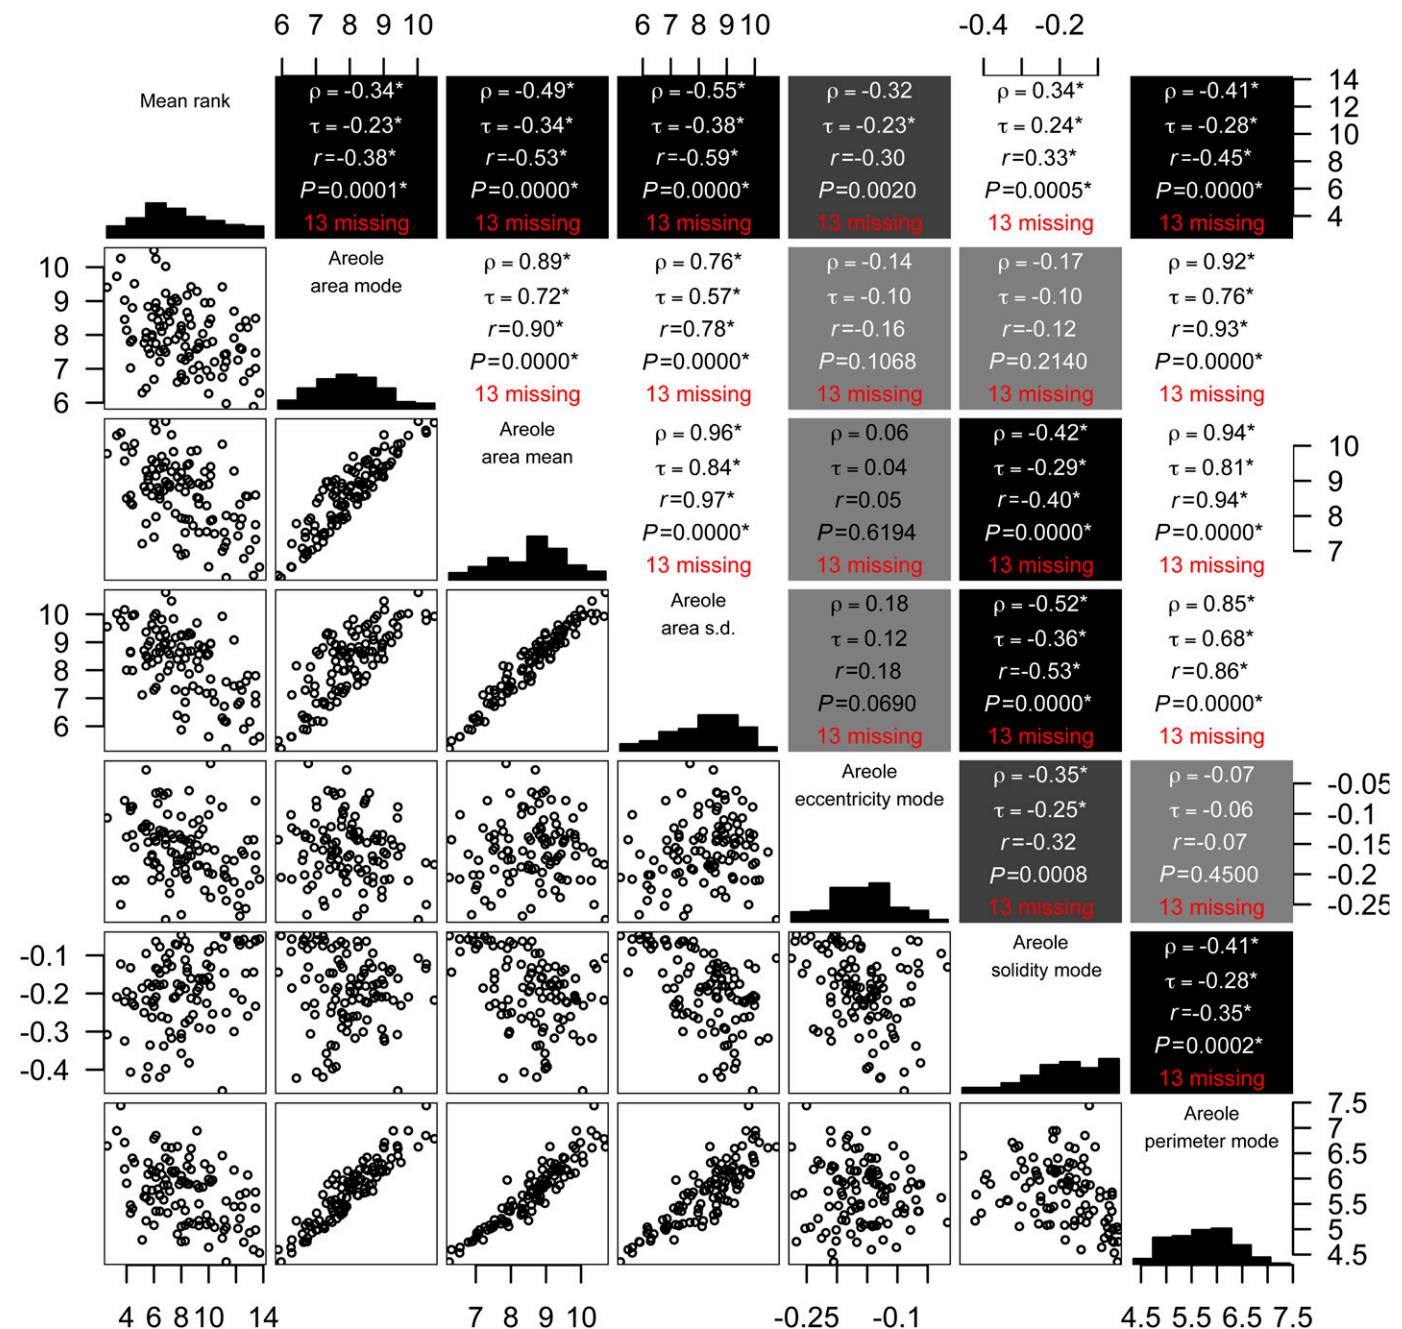 6 7 8 9 10 6 7 8 9 10 -0.4 -0.2
Mean rank
ρ = -0.34* ρ = -0.49* ρ = -0.55* ρ = -0.32 ρ = 0.34* ρ = -0.41*
τ = -0.23* τ = -0.34* τ = -0.38* τ = -0.23* τ = 0.24* τ = -0.28*
r=-0.38* r=-0.53* r=-0.59* r=-0.30 r=0.33* r=-0.45*
P=0.0001* P=0.0000* P=0.0000* P=0.0020 P=0.0005* P=0.0000*
13 missing 13 missing 13 missing 13 missing 13 missing 13 missing
14
12
10
8
6
4
10
9
8
7
6
Areole
area mode
ρ = 0.89* ρ = 0.76* ρ = -0.14 ρ = -0.17 ρ = 0.92*
τ = 0.72* τ = 0.57* τ = -0.10 τ = -0.10 τ = 0.76*
r=0.90* r=0.78* r=-0.16 r=-0.12 r=0.93*
P=0.0000* P=0.0000* P=0.1068 P=0.2140 P=0.0000*
13 missing 13 missing 13 missing 13 missing 13 missing
Areole
area mean
ρ = 0.96* ρ = 0.06 ρ = -0.42* ρ = 0.94*
τ = 0.84* τ = 0.04 τ = -0.29* τ = 0.81*
r=0.97* r=0.05 r=-0.40* r=0.94*
P=0.0000* P=0.6194 P=0.0000* P=0.0000*
13 missing 13 missing 13 missing 13 missing
10
9
8
7
10
9
8
7
6
Areole
area s.d.
ρ = 0.18 ρ = -0.52* ρ = 0.85*
τ = 0.12 τ = -0.36* τ = 0.68*
r=0.18 r=-0.53* r=0.86*
P=0.0690 P=0.0000* P=0.0000*
13 missing 13 missing 13 missing
Areole
eccentricity mode
ρ = -0.35* ρ = -0.07
τ = -0.25* τ = -0.06
r=-0.32 r=-0.07
P=0.0008 P=0.4500
13 missing 13 missing
-0.05
-0.1
-0.15
-0.2
-0.25
-0.1
-0.2
-0.3
-0.4
Areole
solidity mode
ρ = -0.41*
τ = -0.28*
r=-0.35*
P=0.0002*
13 missing
Areole
perimeter mode
7.5
7
6.5
6
5.5
5
4.5
4 6 8 10 14 7 8 9 10 -0.25 -0.1 4.5 5.5 6.5 7.5